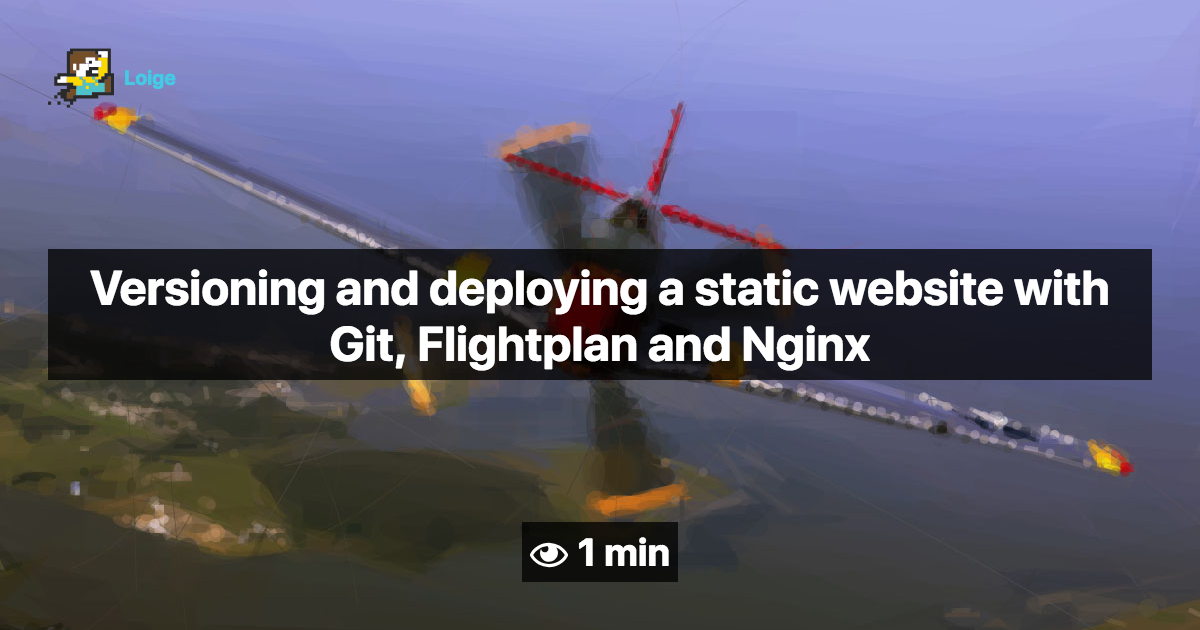 Loige
Versioning and deploying a static website with
Git, Flightplan and Nginx
1 min